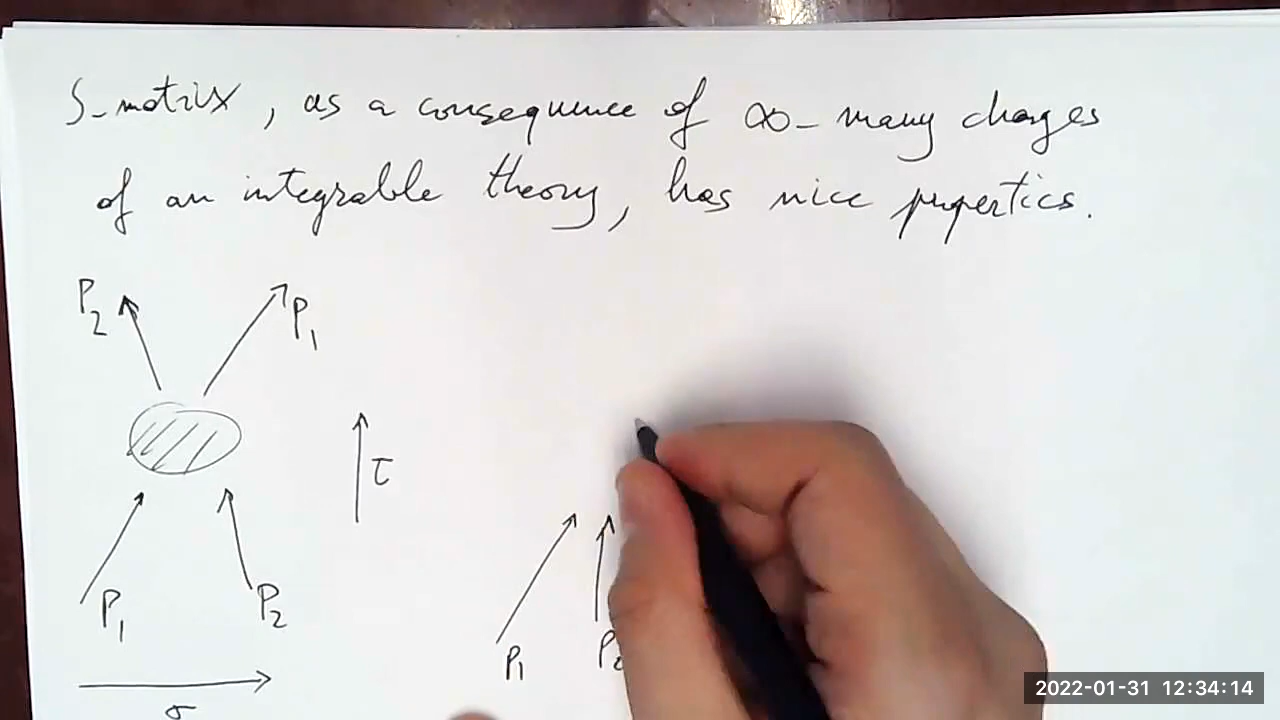 S-matrix, as a consequence of ∞-many charges
of an integrable theory, has nice properties.
P2 P1
τ
P1 P2
P1 P2
σ
2022-01-31 12:34:14